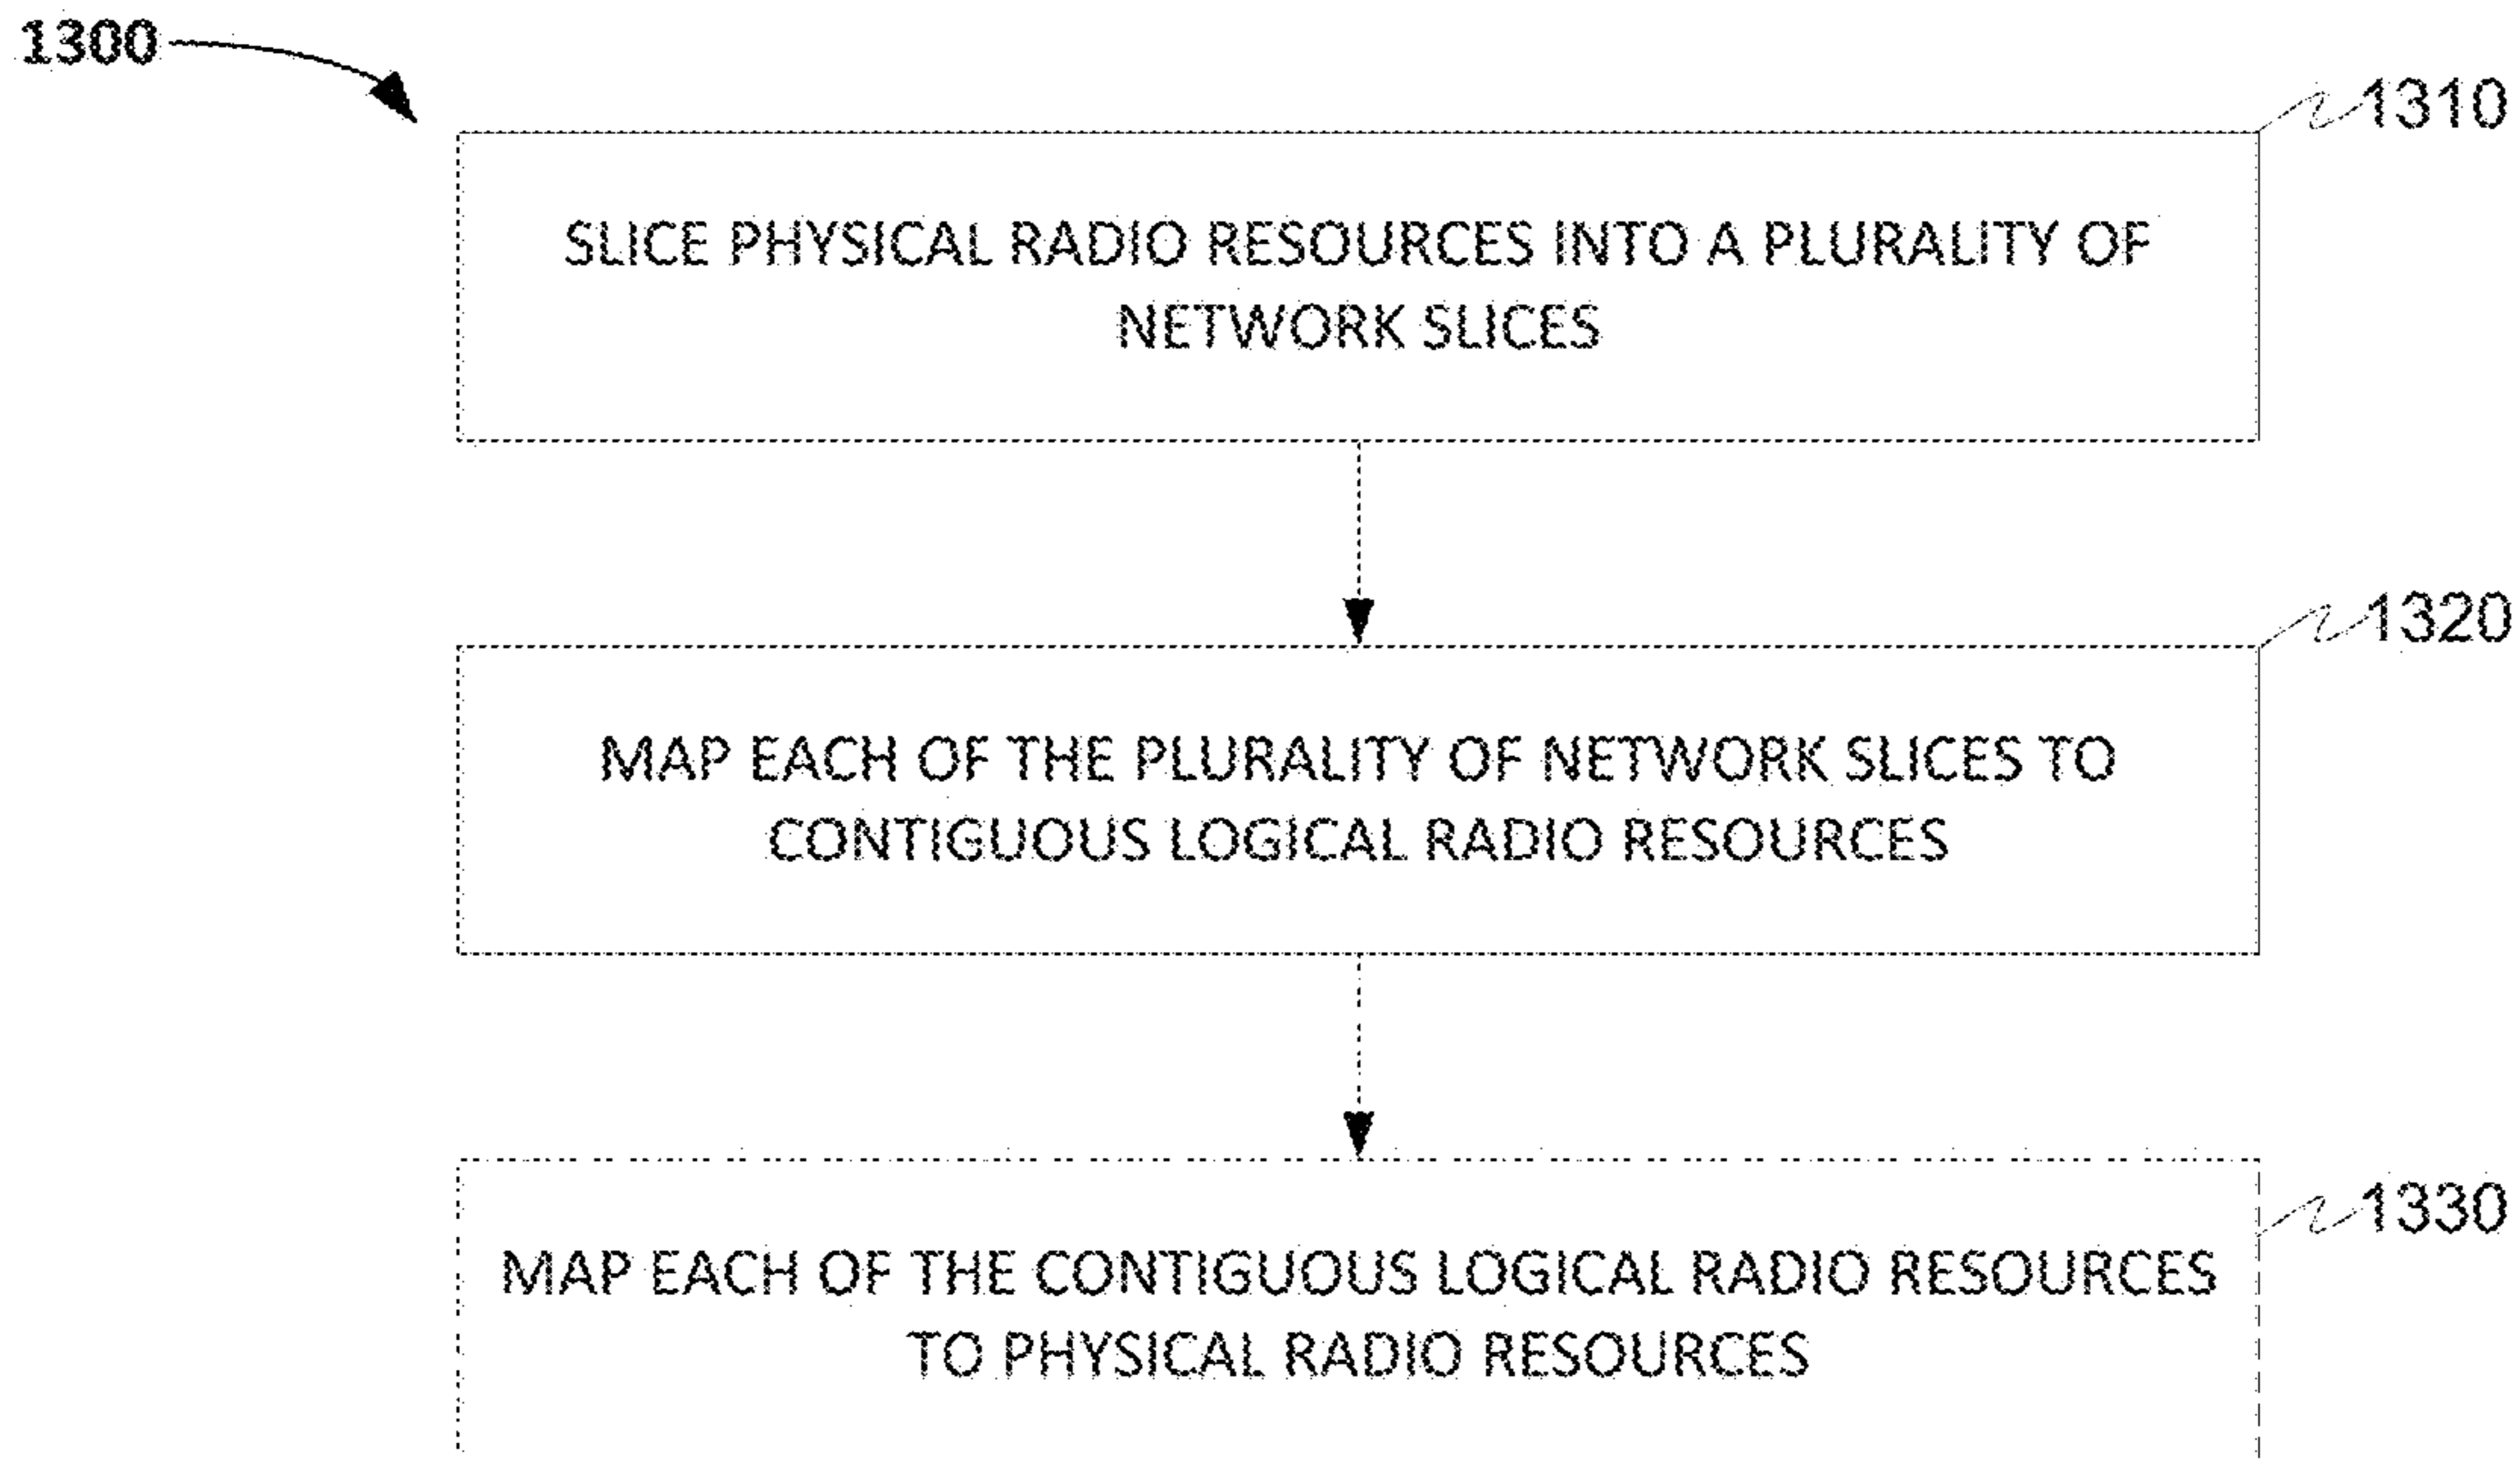 1300
1310
SLICE PHYSICAL RADIO RESOURCES INTO A PLURALITY OF
NETWORK SLICES
1320
MAP EACH OF THE PLURALITY OF NETWORK SLICES TO
CONTIGUOUS LOGICAL RADIO RESOURCES
1330
MAP EACH OF THE CONTIGUOUS LOGICAL RADIO RESOURCES
TO PHYSICAL RADIO RESOURCES